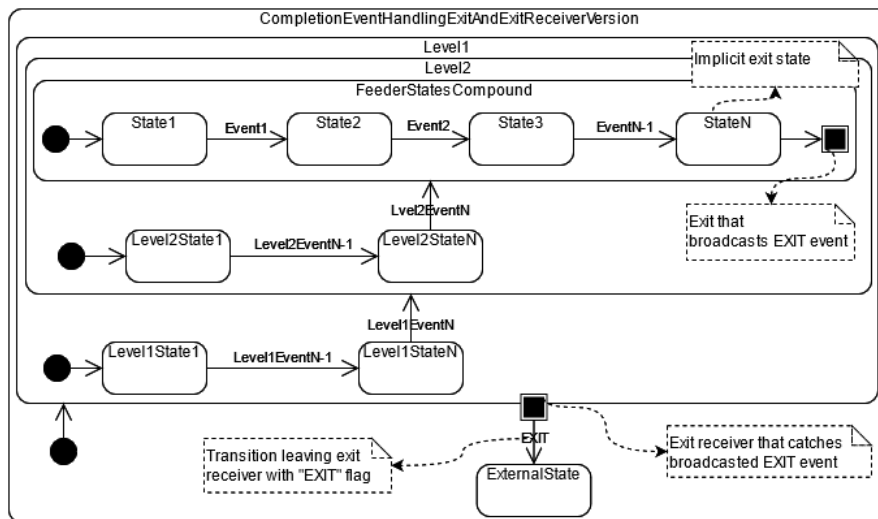 CompletionEventHandlingExitAndExitReceiverVersion
Level1
Implicit exit state
Level2
FeederStatesCompound
State1
Event1
State2
Event2
State3
EventN-1
StateN
Exit that
broadcasts EXIT event
Lvel2EventN
Level2State1
Level2EventN-1
Level2StateN
Level1EventN
Level1State1
Level1EventN-1
Level1StateN
EXIT
Transition leaving exit
receiver with "EXIT" flag
Exit receiver that catches
broadcasted EXIT event
ExternalState